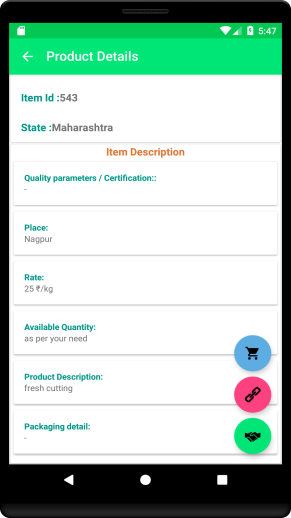 5:47
Product Details
Item Id :543
State :Maharashtra
Item Description
Quality parameters / Certification::
-
Place:
Nagpur
Rate:
25 ₹/kg
Available Quantity:
as per your need
Product Description:
fresh cutting
Packaging detail:
-